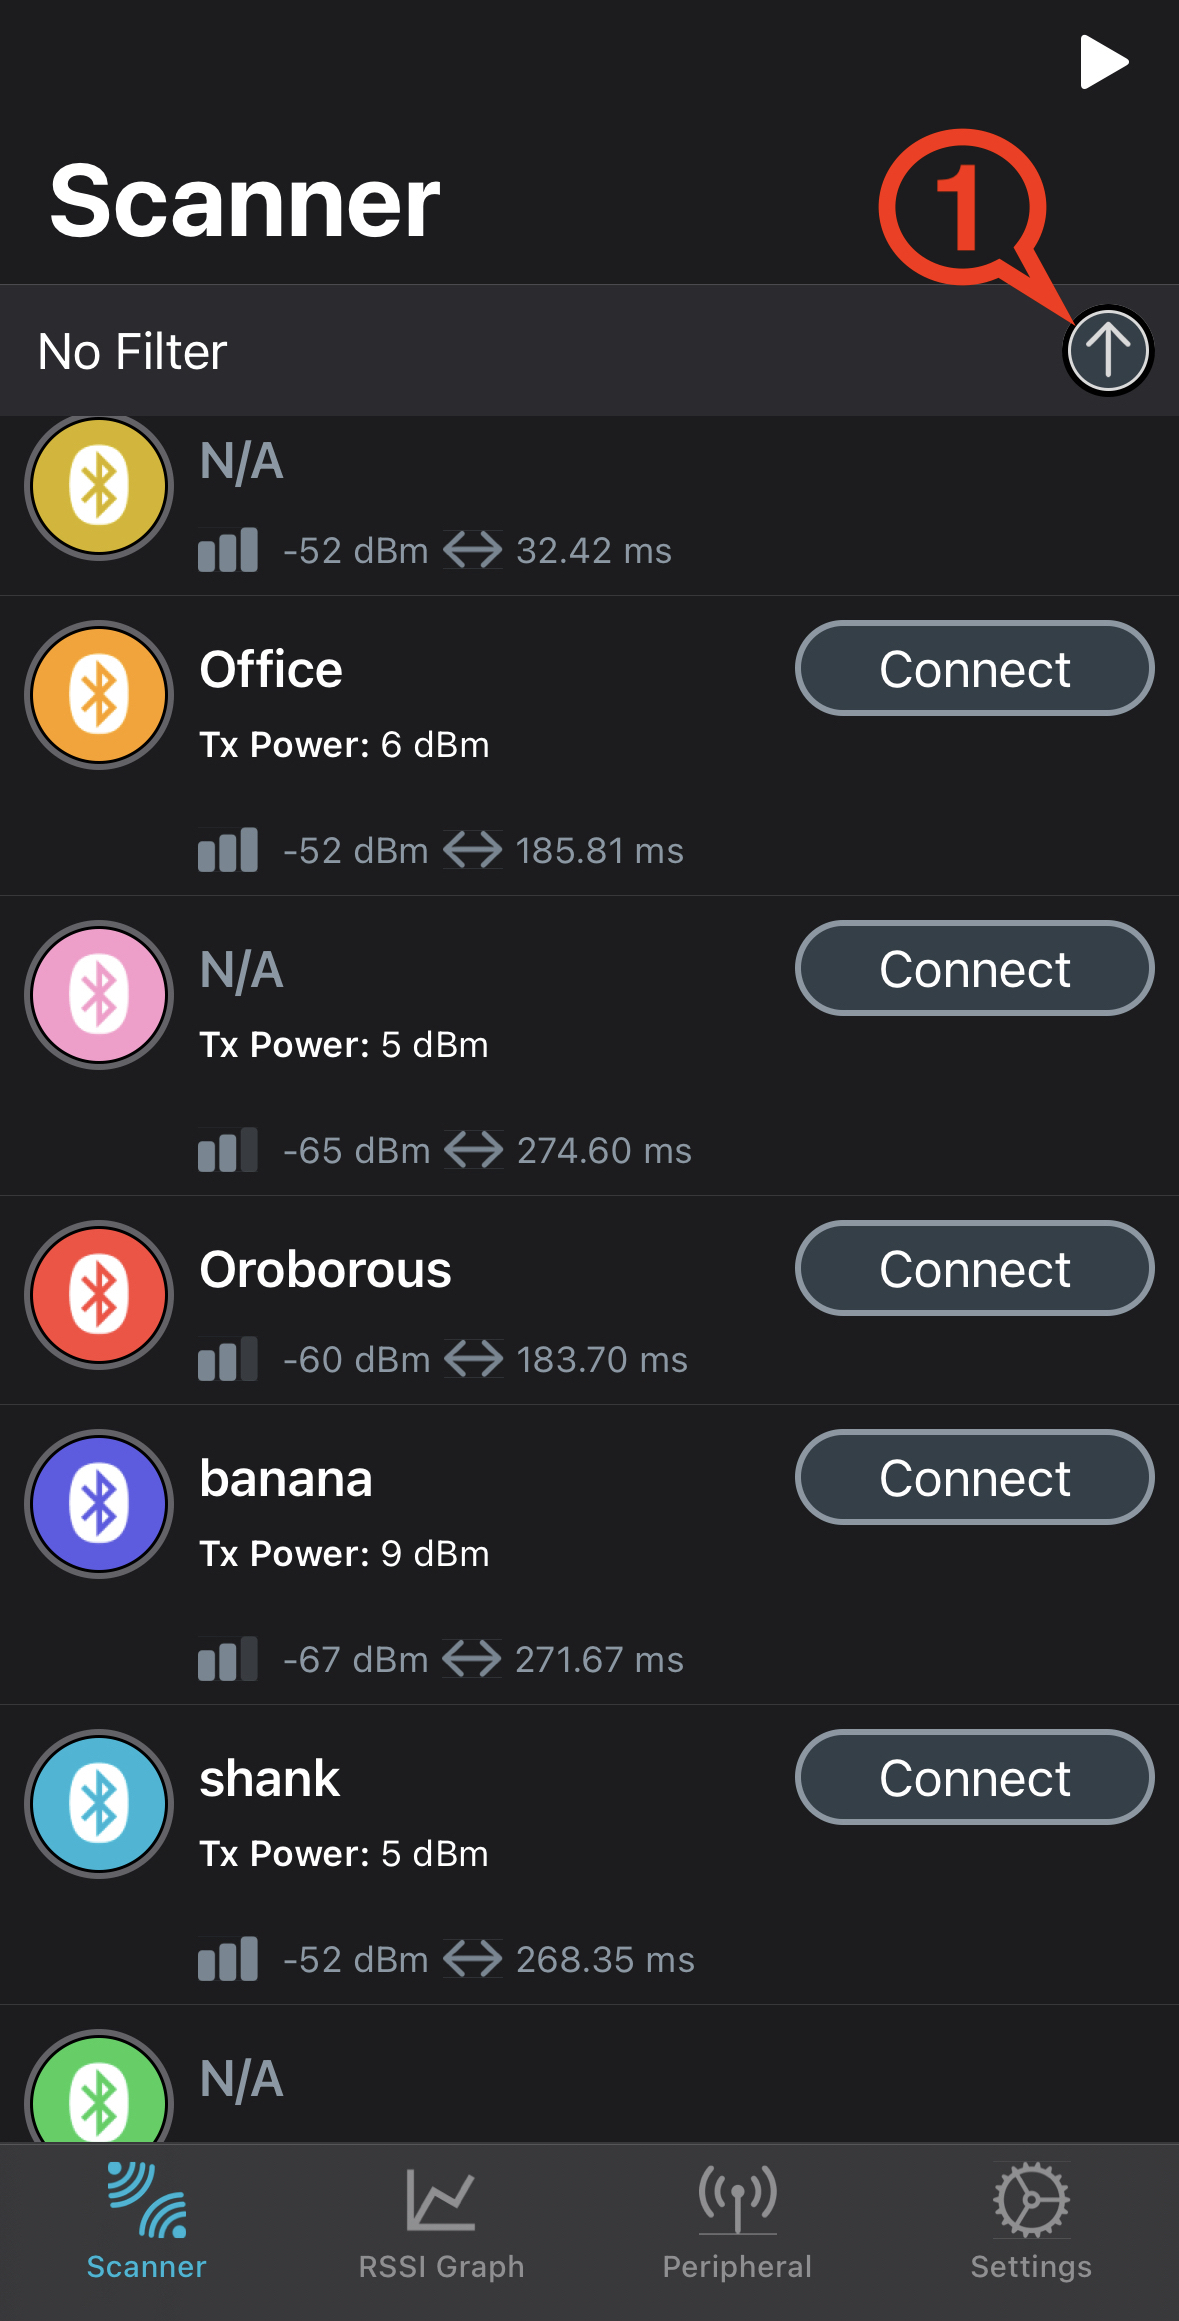 Scanner
1
No Filter
N/A
-52 dBm 32.42 ms
Office
Connect
Tx Power: 6 dBm
-52 dBm 185.81 ms
N/A
Connect
Tx Power: 5 dBm
-65 dBm 274.60 ms
Oroborous
Connect
-60 dBm 183.70 ms
banana
Connect
Tx Power: 9 dBm
-67 dBm 271.67 ms
shank
Connect
Tx Power: 5 dBm
-52 dBm 268.35 ms
N/A
Scanner
RSSI Graph
Peripheral
Settings